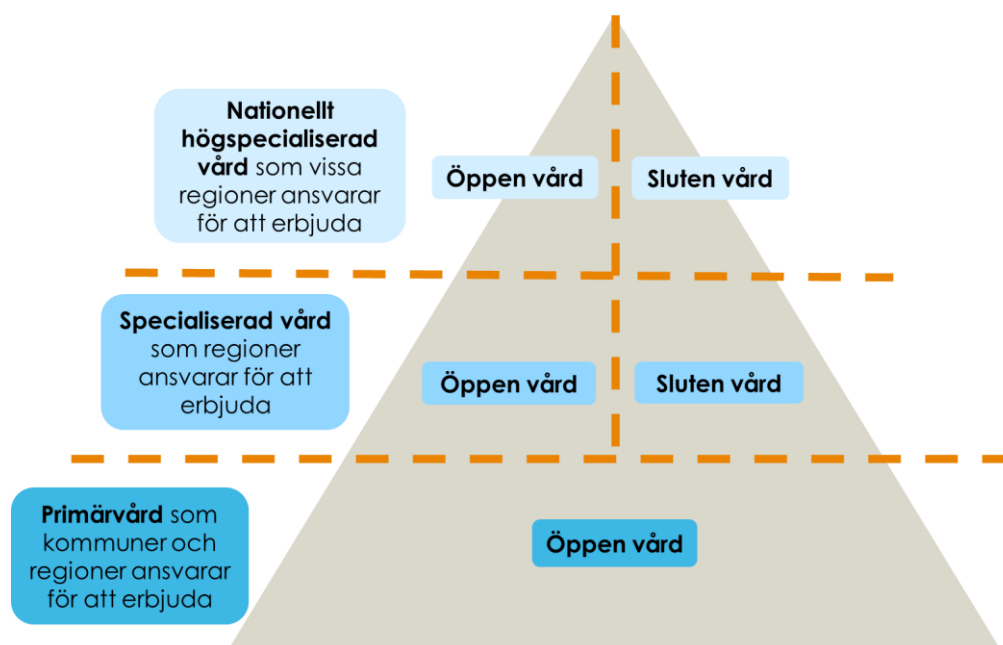 Nationellt
högspecialiserad
vård som vissa
regioner ansvarar
för att erbjuda
Öppen vård
Sluten vård
Specialiserad vård
som regioner
ansvarar för att
erbjuda
Öppen vård
Sluten vård
Primärvård som
kommuner och
regioner ansvarar
för att erbjuda
Öppen vård